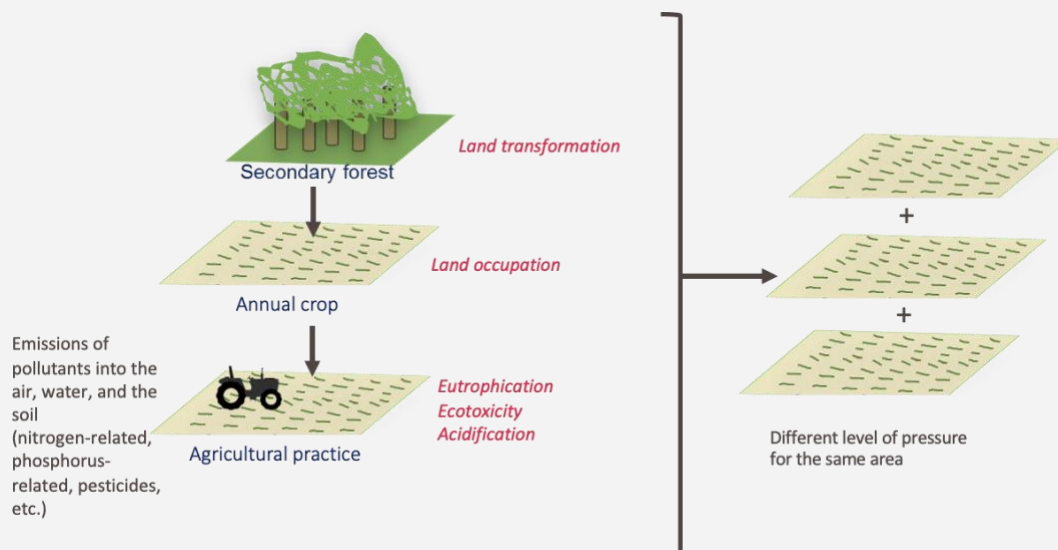 Land transformation
Secondary forest
Land occupation
Annual crop
Emissions of
pollutants into the
air, water, and the
soil
(nitrogen-related,
phosphorus-
related, pesticides,
etc.)
Eutrophication
Ecotoxicity
Acidification
Agricultural practice
+
+
Different level of pressure
for the same area